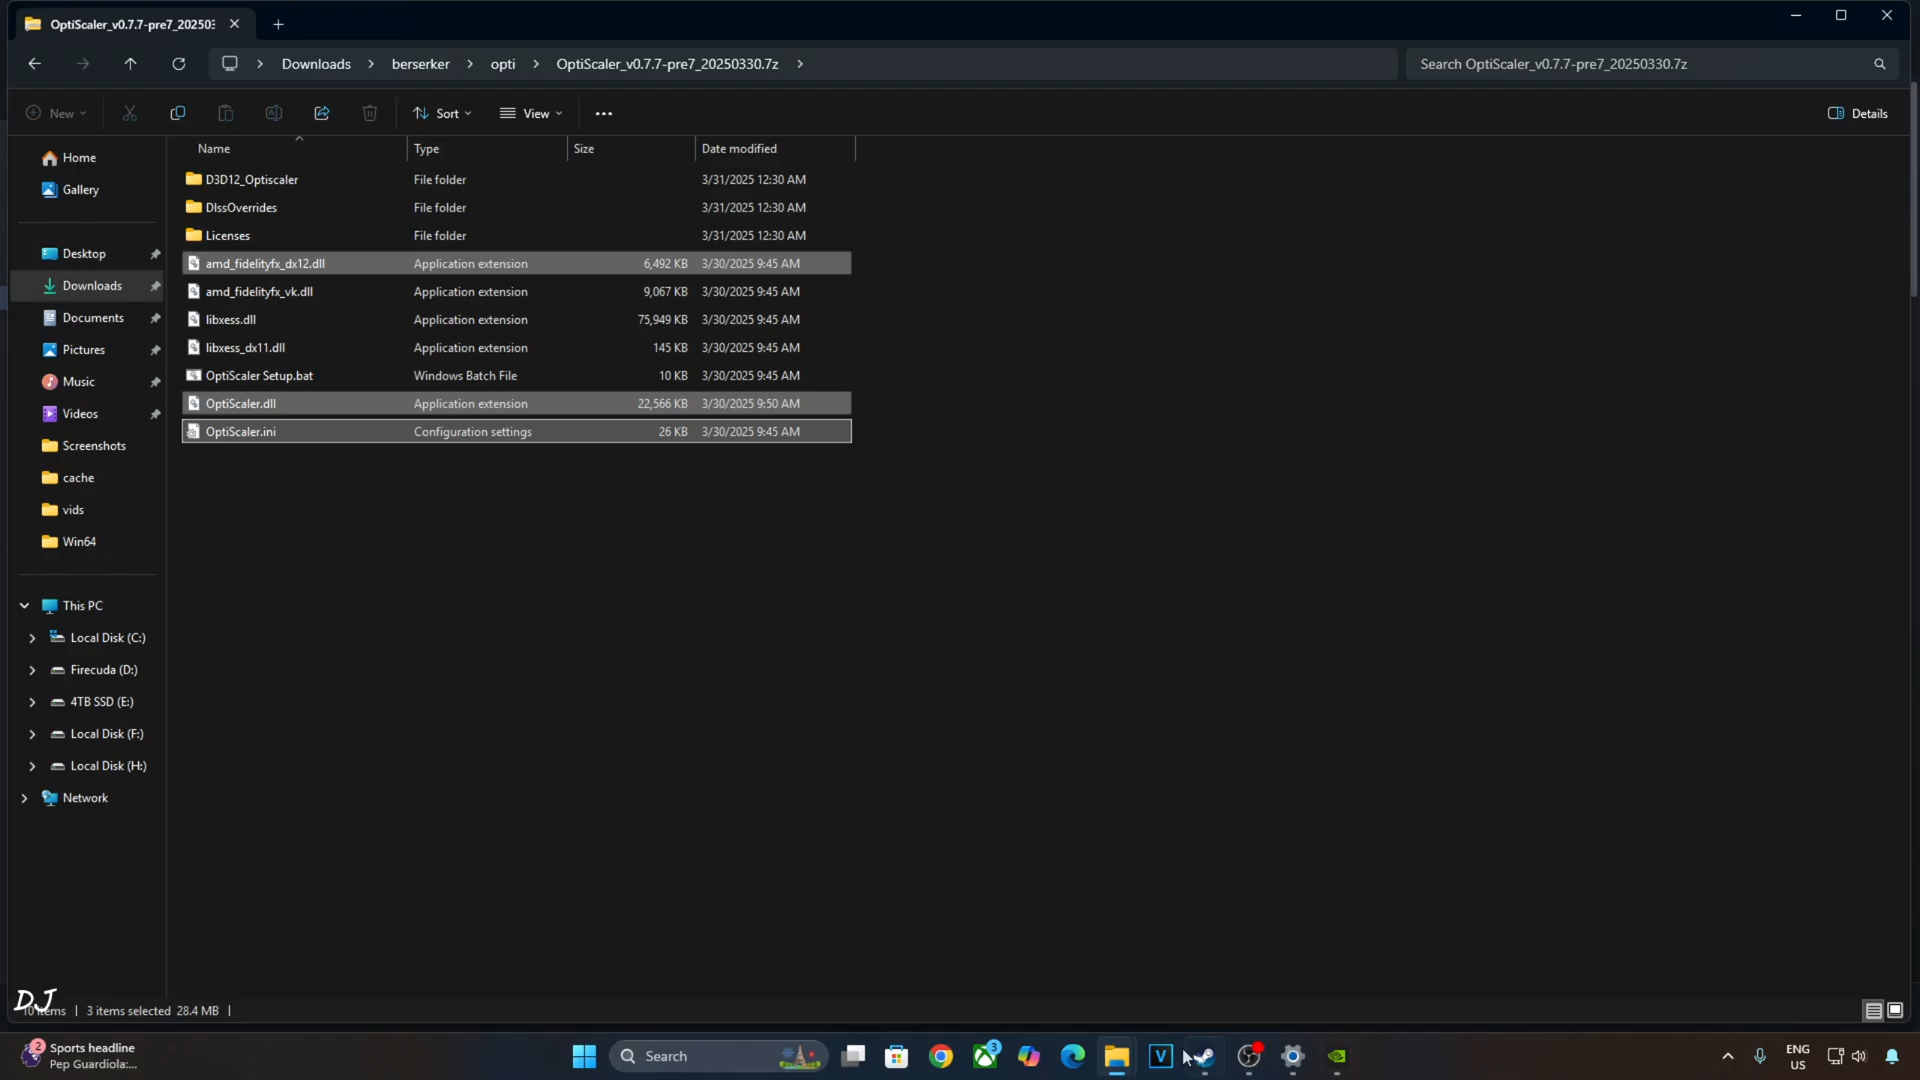 OptiScaler_v0.7.7-pre7_20250
Downloads > berserker > opti > OptiScaler_v0.7.7-pre7_20250330.7z >
Search OptiScaler_v0.7.7-pre7_20250330.7z
New
Sort
View
Details
Name Type Size Date modified
Home
Gallery
Desktop
Downloads
Documents
Pictures
Music
Videos
Screenshots
cache
vids
Win64
This PC
Local Disk (C:)
Firecuda (D:)
4TB SSD (E:)
Local Disk (F:)
Local Disk (H:)
Network
D3D12_Optiscaler File folder 3/31/2025 12:30 AM
DlssOverrides File folder 3/31/2025 12:30 AM
Licenses File folder 3/31/2025 12:30 AM
amd_fidelityfx_dx12.dll Application extension 6,492 KB 3/30/2025 9:45 AM
amd_fidelityfx_vk.dll Application extension 9,067 KB 3/30/2025 9:45 AM
libxess.dll Application extension 75,949 KB 3/30/2025 9:45 AM
libxess_dx11.dll Application extension 145 KB 3/30/2025 9:45 AM
OptiScaler Setup.bat Windows Batch File 10 KB 3/30/2025 9:45 AM
OptiScaler.dll Application extension 22,566 KB 3/30/2025 9:50 AM
OptiScaler.ini Configuration settings 26 KB 3/30/2025 9:45 AM
DJ
10 items | 3 items selected 28.4 MB |
2
Sports headline
Pep Guardiola:...
Search
3
V
ENG
US